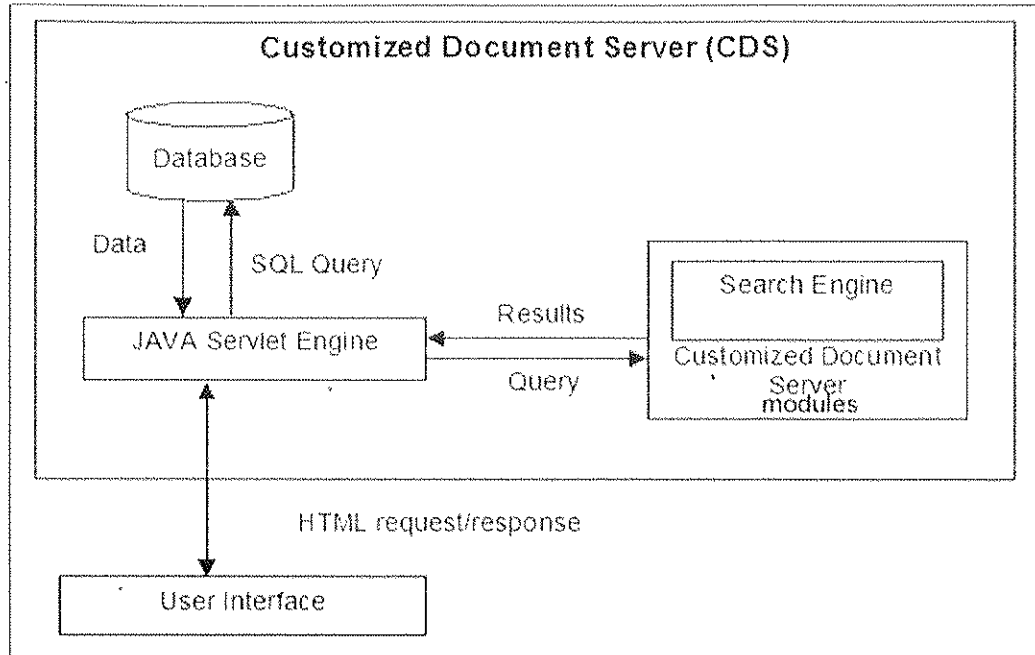 Customized Document Server (CDS)
Database
Data
SQL Query
Search Engine
JAVA Servlet Engine
Results
Query
Customized Document
Server
modules
HTML request/response
User Interface